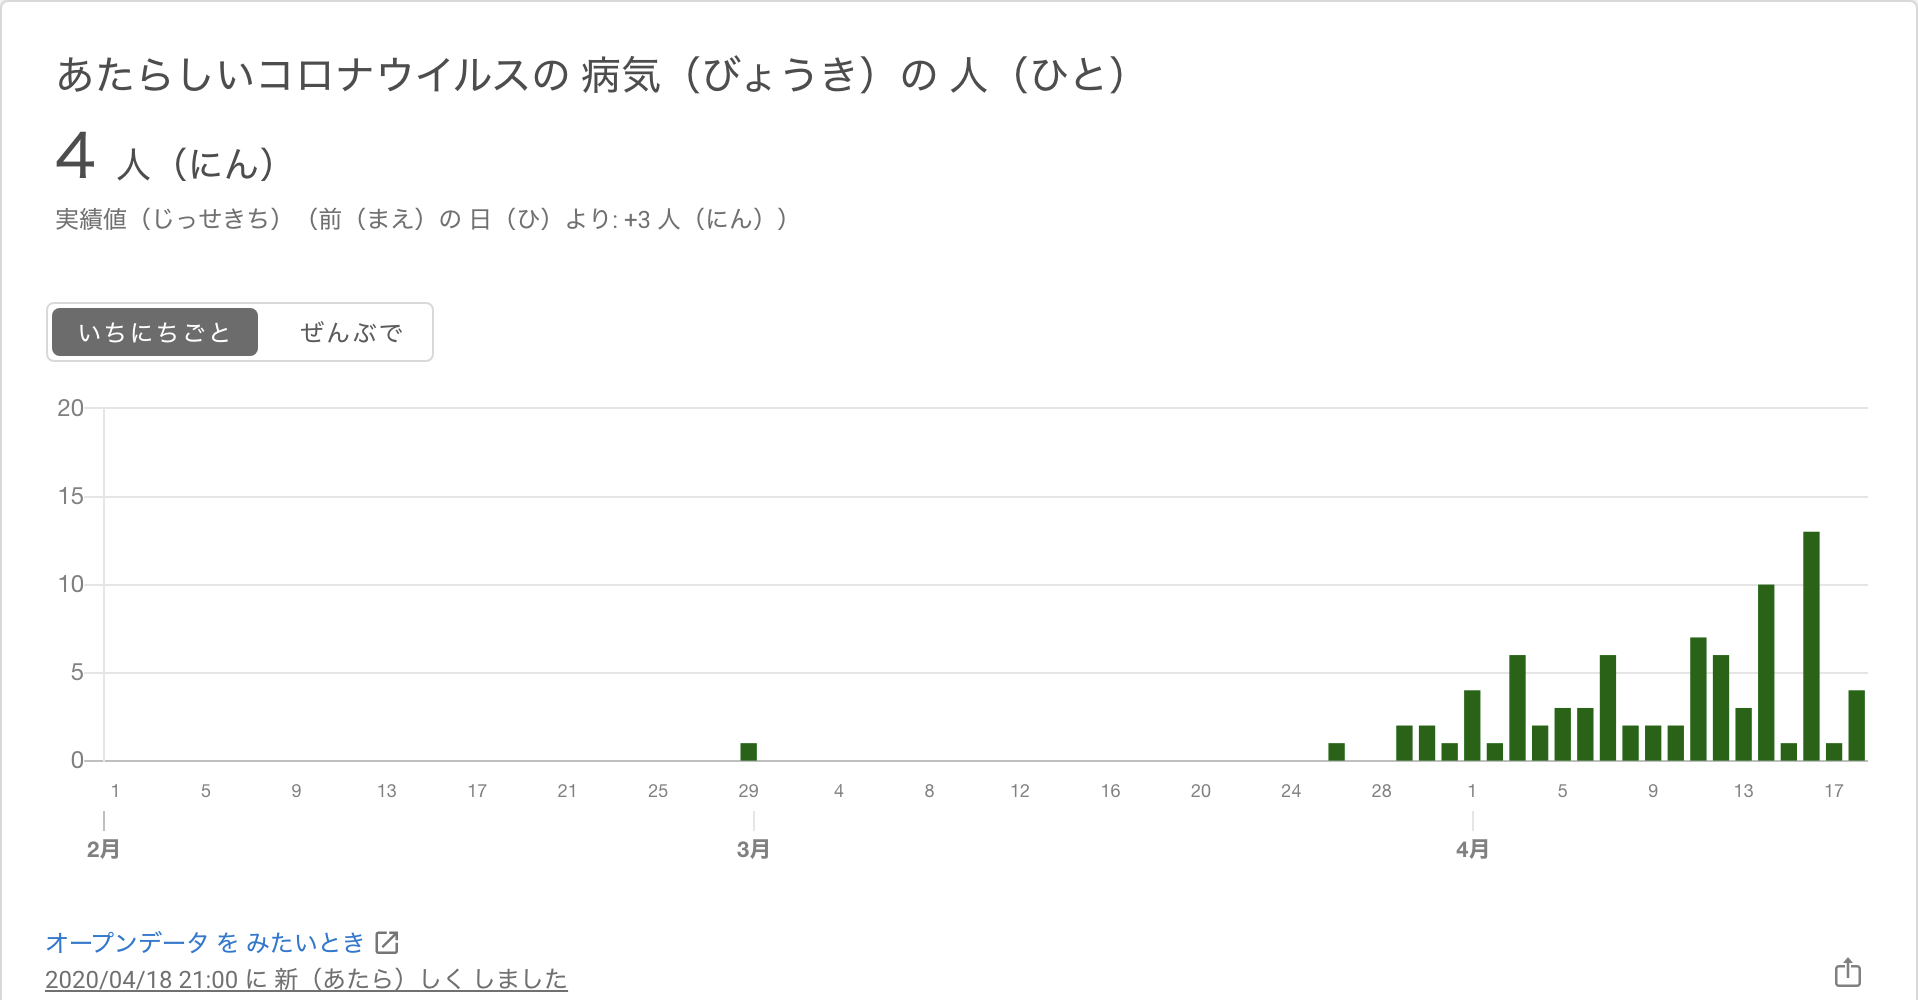 あたらしいコロナウイルスの 病気（びょうき）の 人（ひと）
4 人（にん）
実績値（じっせきち）（前（まえ）の 日（ひ）より: +3 人（にん））
いちにちごと ぜんぶで
20
15
10
5
0
1 5 9 13 17 21 25 29 4 8 12 16 20 24 28 1 5 9 13 17
2月 3月 4月
オープンデータ を みたいとき
2020/04/18 21:00 に 新（あたら）しく しました